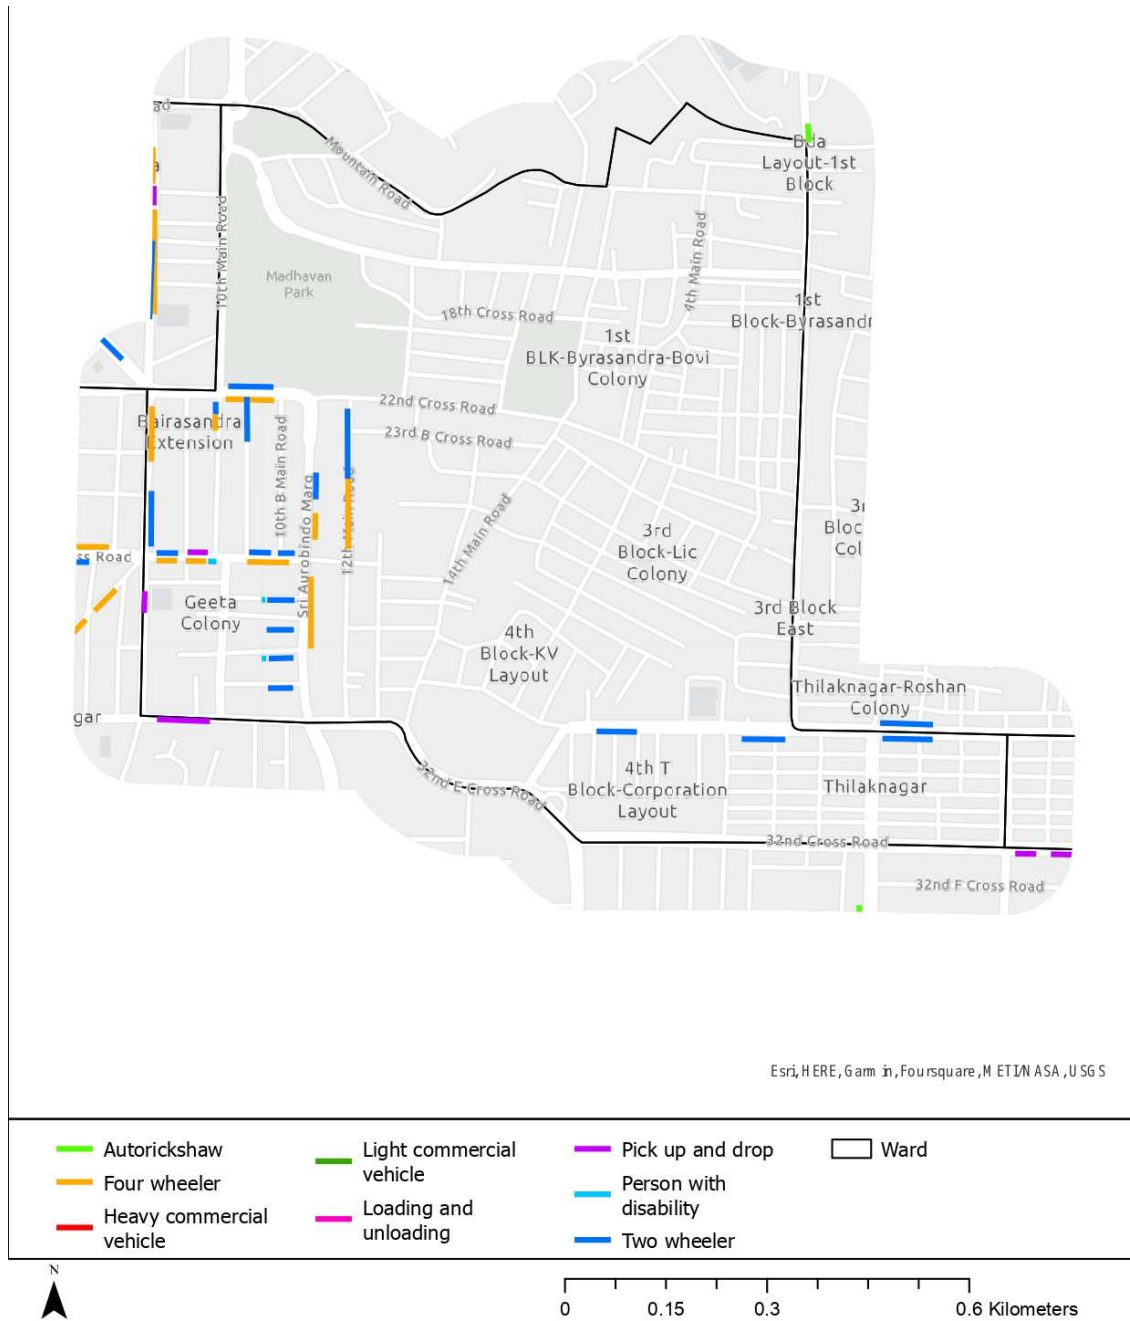 ad
a
Mountain Road
Bda
Layout-1st
Block
10th Main Road
4th Main Road
Madhavan
Park
18th Cross Road
1st
Block-Byrasandr
1st
BLK-Byrasandra-Bovi
Colony
22nd Cross Road
23rd B Cross Road
Bairasandra
Extension
10th B Main Road
Sri Aurobindo Marg
12th Main Road
14th Main Road
3rd
Block-Lic
Colony
3r
Bloc
Col
ss Road
Geeta
Colony
4th
Block-KV
Layout
3rd Block
East
Thilaknagar-Roshan
Colony
gar
32nd E Cross Road
4th T
Block-Corporation
Layout
Thilaknagar
32nd Cross Road
32nd F Cross Road
Esri, HERE, Garmin, Foursquare, METI/NASA, USGS
Autorickshaw
Four wheeler
Heavy commercial
vehicle
Light commercial
vehicle
Loading and
unloading
Pick up and drop
Person with
disability
Two wheeler
Ward
N
0 0.15 0.3 0.6 Kilometers